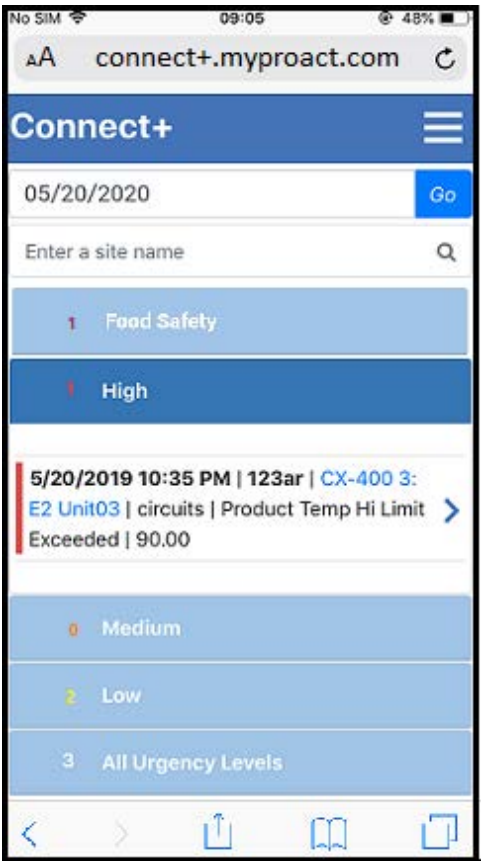 No SIM 09:05 48%
AA connect+.myproact.com
Connect+
05/20/2020 Go
Enter a site name
1 Food Safety
1 High
5/20/2019 10:35 PM | 123ar | CX-400 3:
E2 Unit03 | circuits | Product Temp Hi Limit
Exceeded | 90.00
0 Medium
2 Low
3 All Urgency Levels